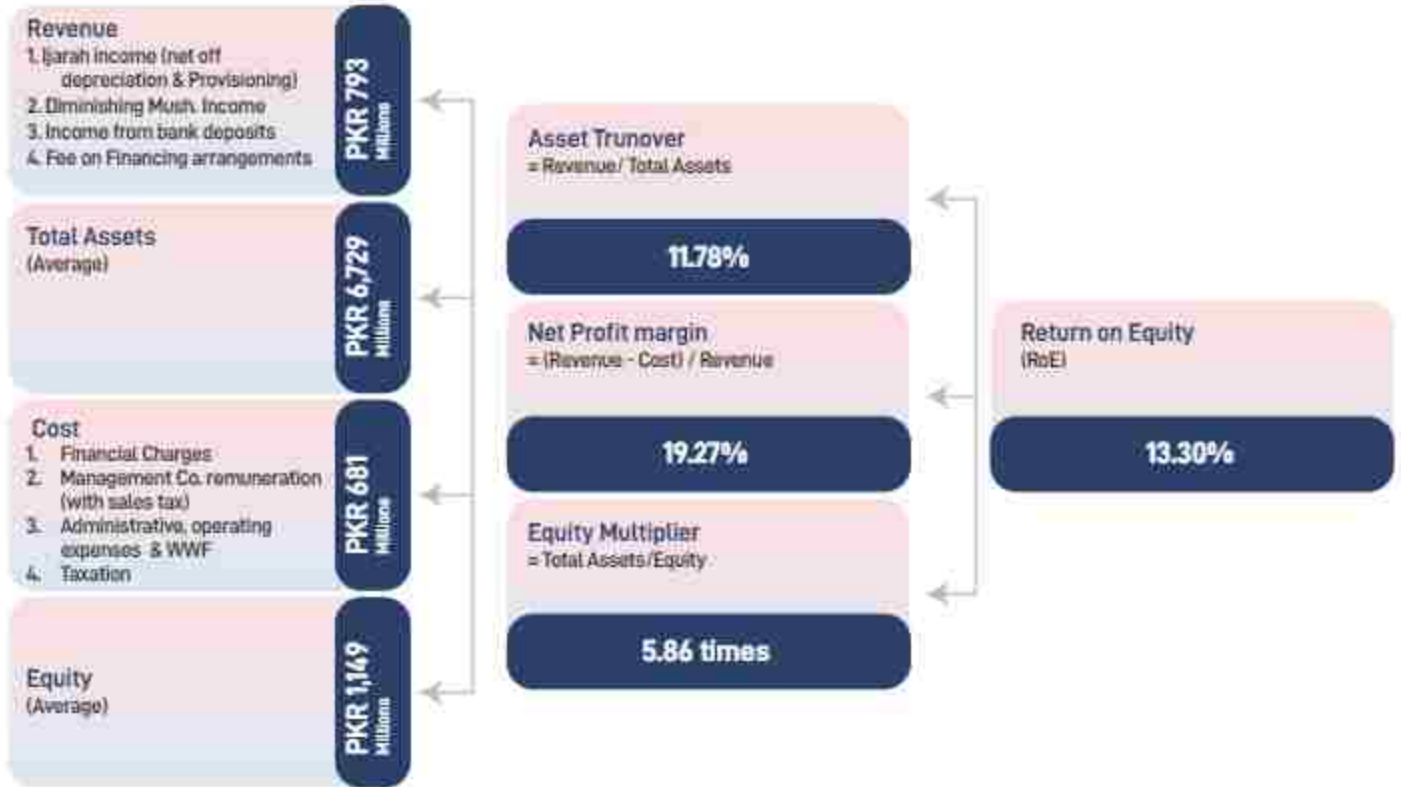 Revenue
1. Ijarah income (net off
depreciation & Provisioning)
2. Diminishing Mush. Income
3. Income from bank deposits
4. Fee on Financing arrangements
PKR 793
Millions
Total Assets
(Average)
PKR 6,729
Millions
Cost
1. Financial Charges
2. Management Co. remuneration
(with sales tax)
3. Administrative, operating
expenses & WWF
4. Taxation
PKR 681
Millions
Equity
(Average)
PKR 1,149
Millions
Asset Trunover
= Revenue/ Total Assets
11.78%
Net Profit margin
= (Revenue - Cost) / Revenue
19.27%
Equity Multiplier
= Total Assets/Equity
5.86 times
Return on Equity
(RoE)
13.30%